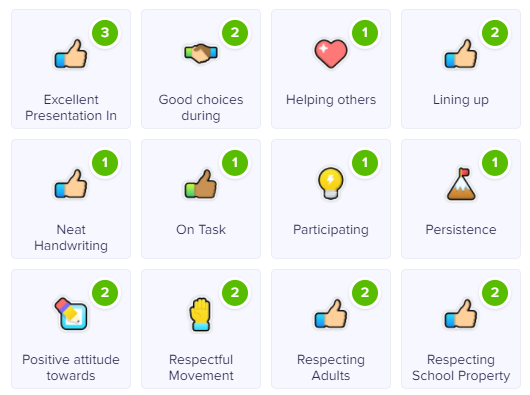 3
2
1
2
Excellent
Presentation In
Good choices
during
Helping others
Lining up
1
1
1
1
Neat
Handwriting
On Task
Participating
Persistence
2
2
2
2
Positive attitude
towards
Respectful
Movement
Respecting
Adults
Respecting
School Property